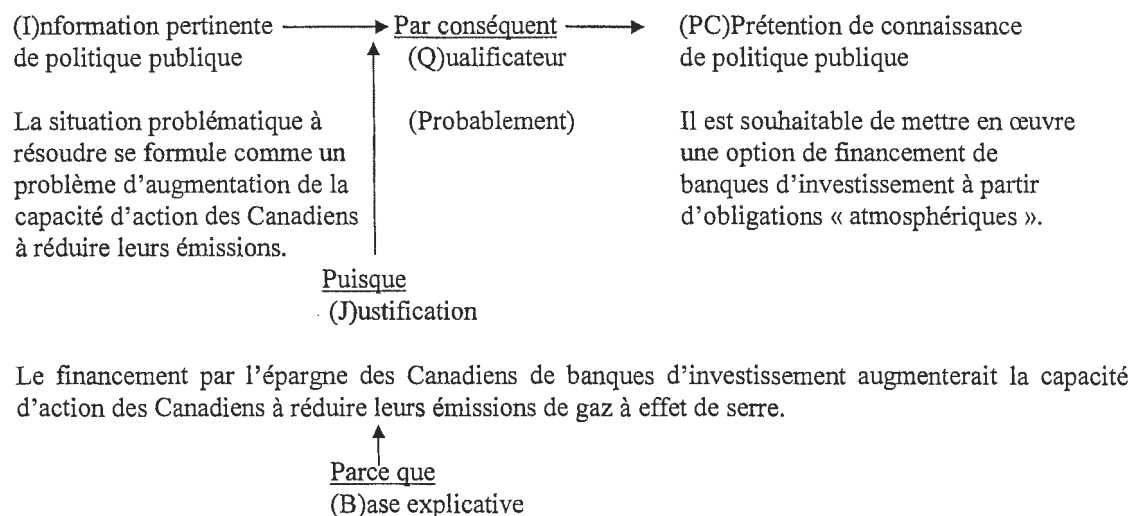 (I)nformation pertinente Par conséquent (PC)Prétention de connaissance
de politique publique (Q)ualificateur de politique publique
La situation problématique à (Probablement) Il est souhaitable de mettre en œuvre
résoudre se formule comme un une option de financement de
problème d'augmentation de la banques d'investissement à partir
capacité d'action des Canadiens d'obligations « atmosphériques ».
à réduire leurs émissions.
Puisque
(J)ustification
Le financement par l'épargne des Canadiens de banques d'investissement augmenterait la capacité
d'action des Canadiens à réduire leurs émissions de gaz à effet de serre.
Parce que
(B)ase explicative